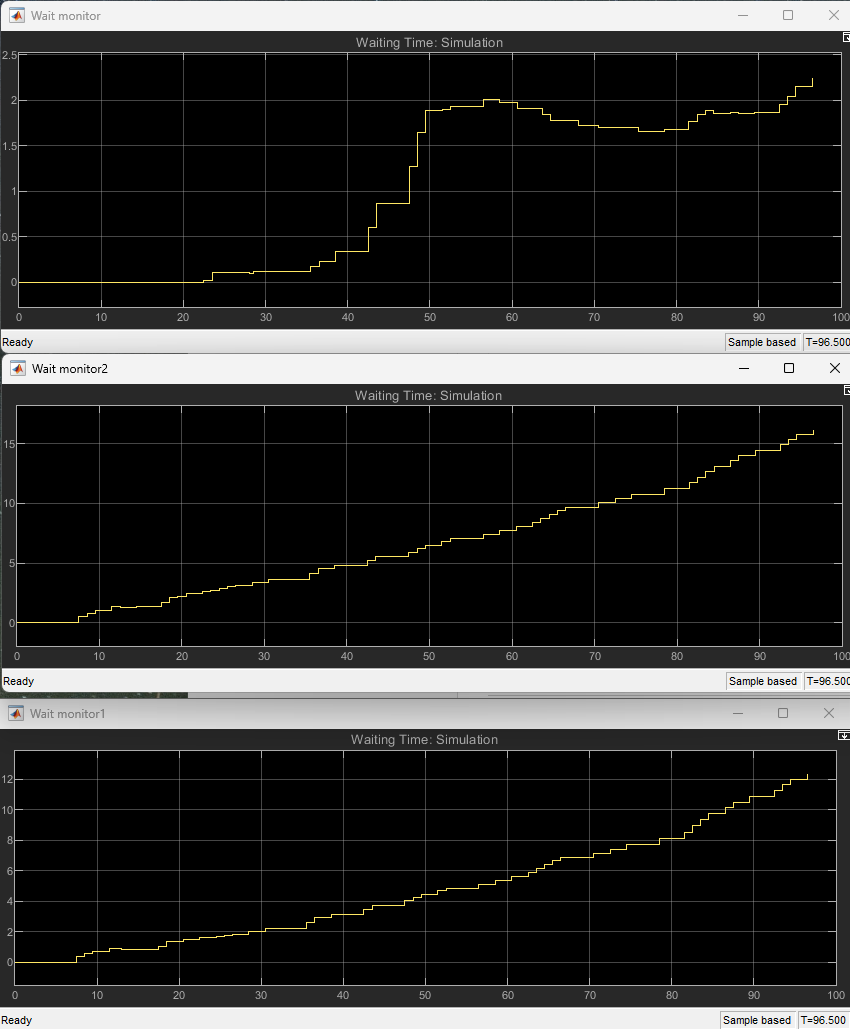 Wait monitor
Waiting Time: Simulation
2.5
2
1.5
1
0.5
0
0 10 20 30 40 50 60 70 80 90 100
Ready Sample based T=96.500
Wait monitor2
Waiting Time: Simulation
15
10
5
0
0 10 20 30 40 50 60 70 80 90 100
Ready Sample based T=96.500
Wait monitor1
Waiting Time: Simulation
12
10
8
6
4
2
0
0 10 20 30 40 50 60 70 80 90 100
Ready Sample based T=96.500